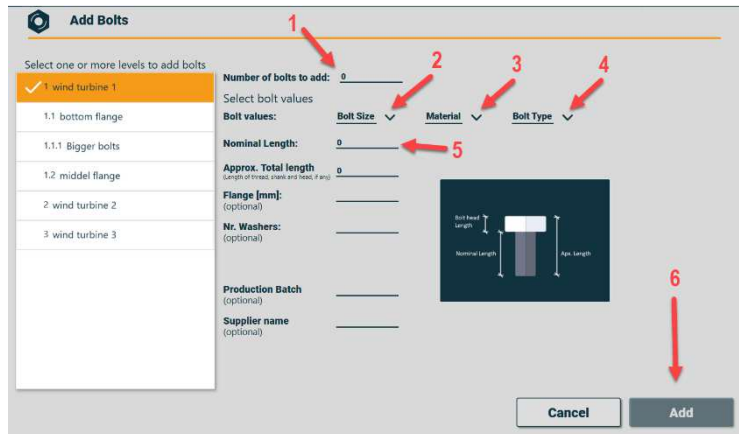 Add Bolts
1
Select one or more levels to add bolts
1 wind turbine 1
1.1 bottom flange
1.1.1 Bigger bolts
1.2 middel flange
2 wind turbine 2
3 wind turbine 3
Number of bolts to add: 0
2
3
4
Select bolt values
Bolt values: Bolt Size Material Bolt Type
Nominal Length: 0
5
Approx. Total length 0
(Length of thread, shank and head, if any)
Flange [mm]:
(optional)
Nr. Washers:
(optional)
Bolt head
Length
Nominal Length
Apx. Length
Production Batch
(optional)
Supplier name
(optional)
6
Cancel
Add